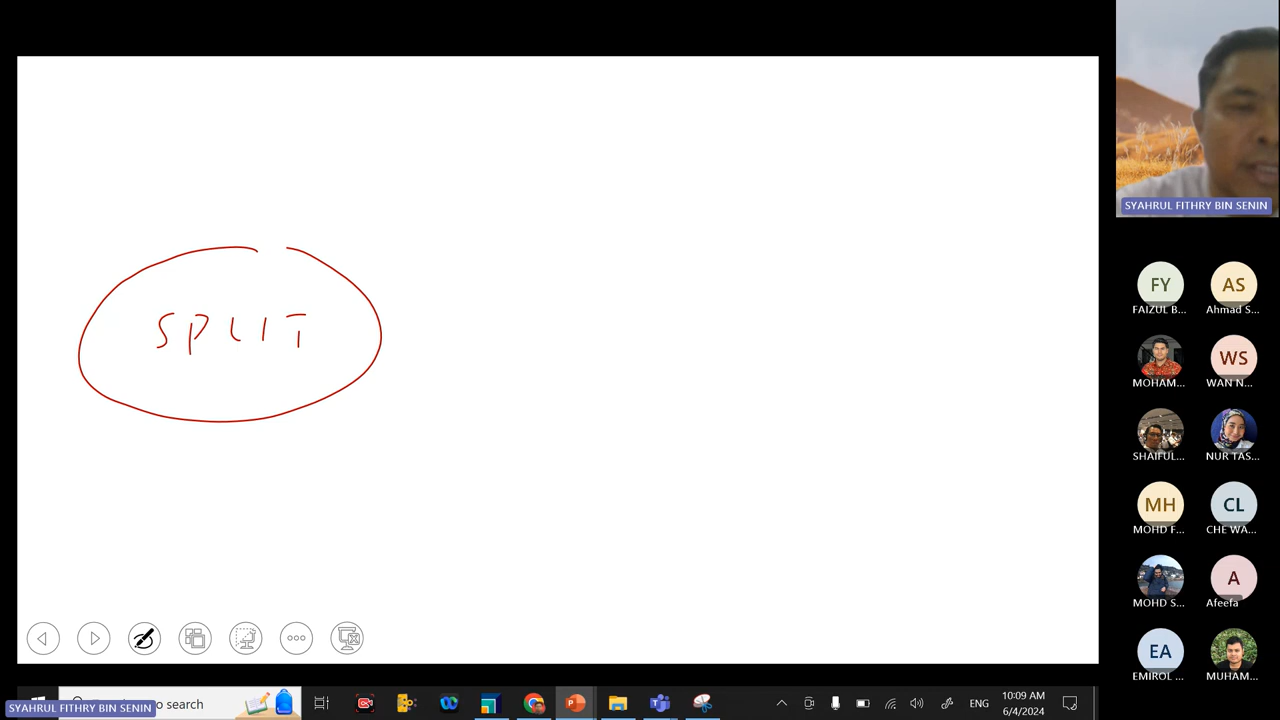 SPLIT
SYAHRUL FITHRY BIN SENIN
FY
AS
FAIZUL B...
Ahmad S...
WS
MOHAM...
WAN N...
SHAIFUL...
NUR TAS...
MH
CL
MOHD F...
CHE WA...
A
MOHD S...
Afeefa
EA
EMIROL ...
MUHAM...
SYAHRUL FITHRY BIN SENIN
to search
ENG
10:09 AM
6/4/2024